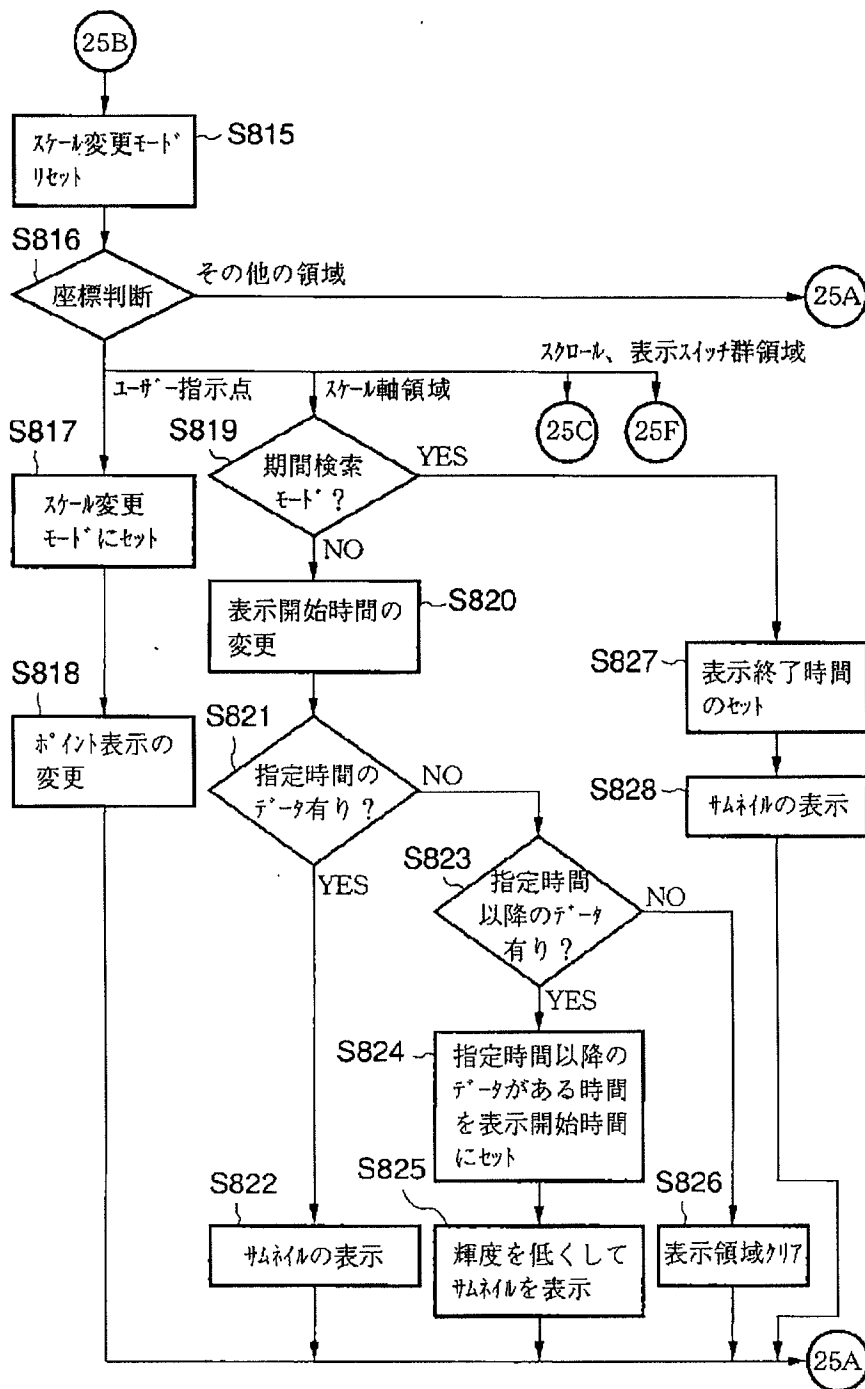 25B
スケール変更モード
リセット
S815
S816
座標判断
その他の領域
25A
ユーザー指示点
スケール軸領域
スクロール、表示スイッチ群領域
25C
25F
S817
スケール変更
モードにセット
S819
期間検索
モード?
YES
NO
S818
ポイント表示の
変更
表示開始時間の
変更
S820
S821
指定時間の
データ有り?
NO
YES
S827
表示終了時間
のセット
S828
サムネイルの表示
S823
指定時間
以降のデータ
有り?
NO
YES
S824
指定時間以降の
データがある時間
を表示開始時間
にセット
S822
サムネイルの表示
S825
輝度を低くして
サムネイルを表示
S826
表示領域クリア
25A